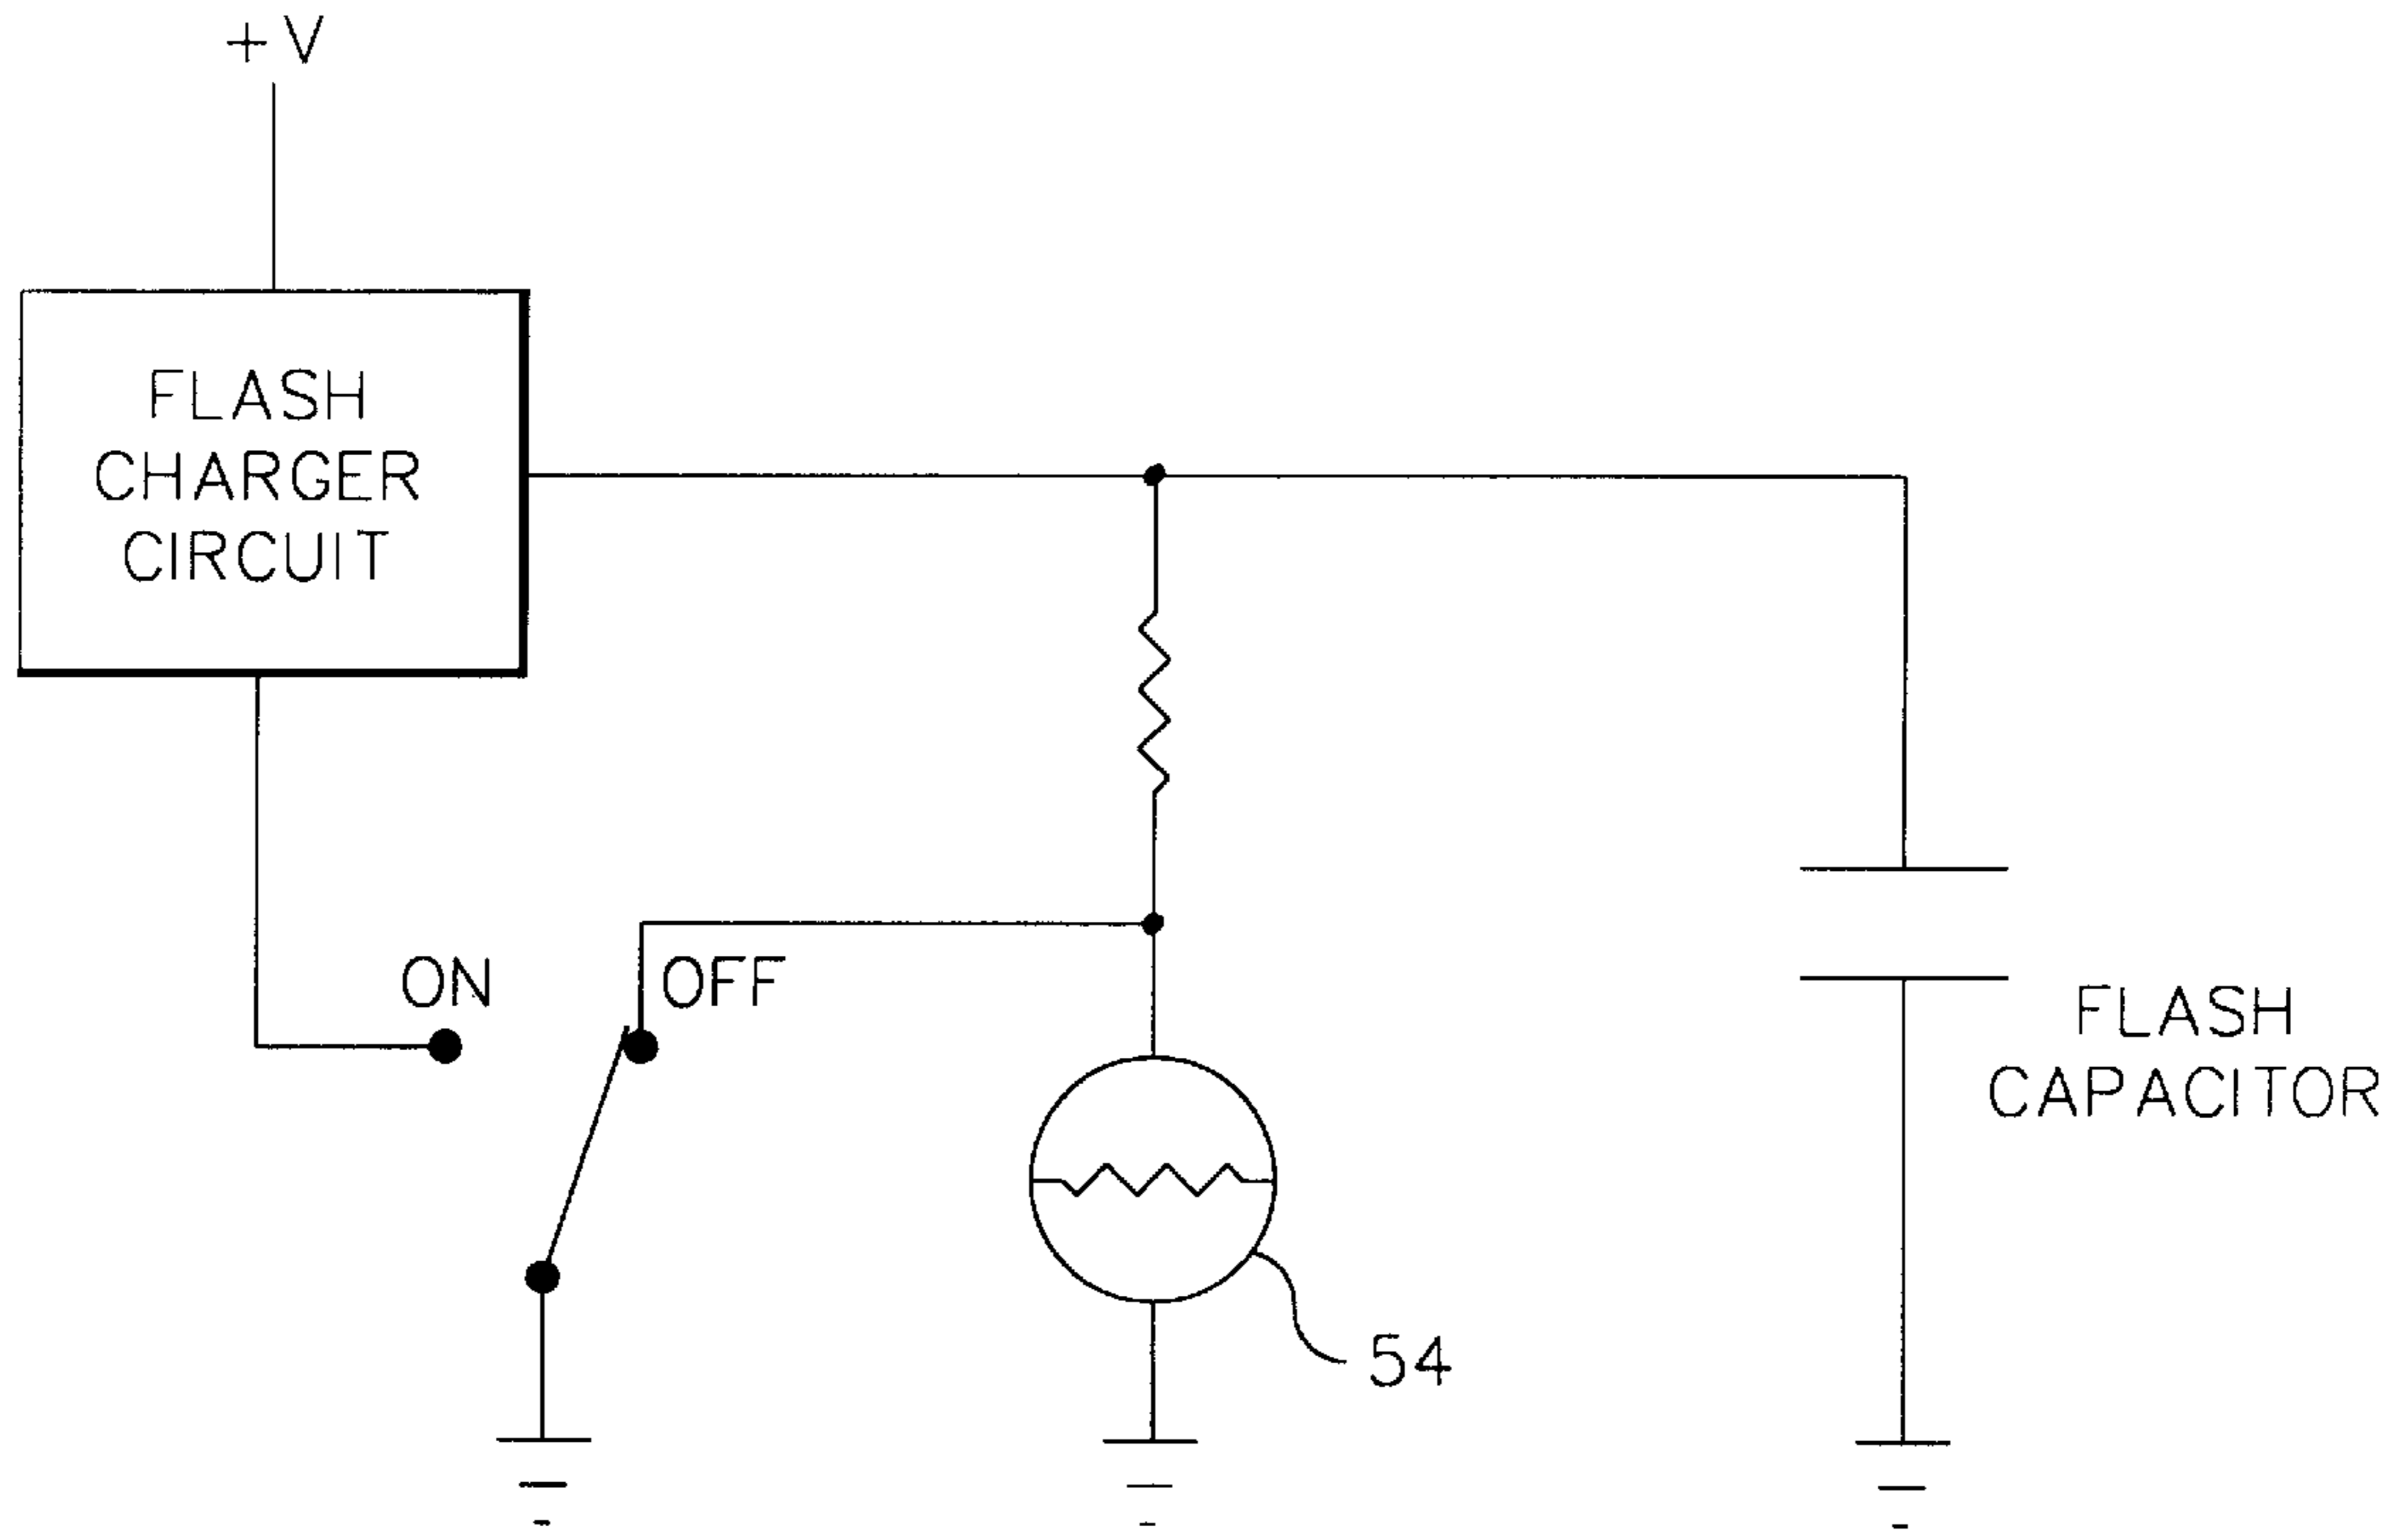 +V
FLASH
CHARGER
CIRCUIT
ON
OFF
FLASH
CAPACITOR
54